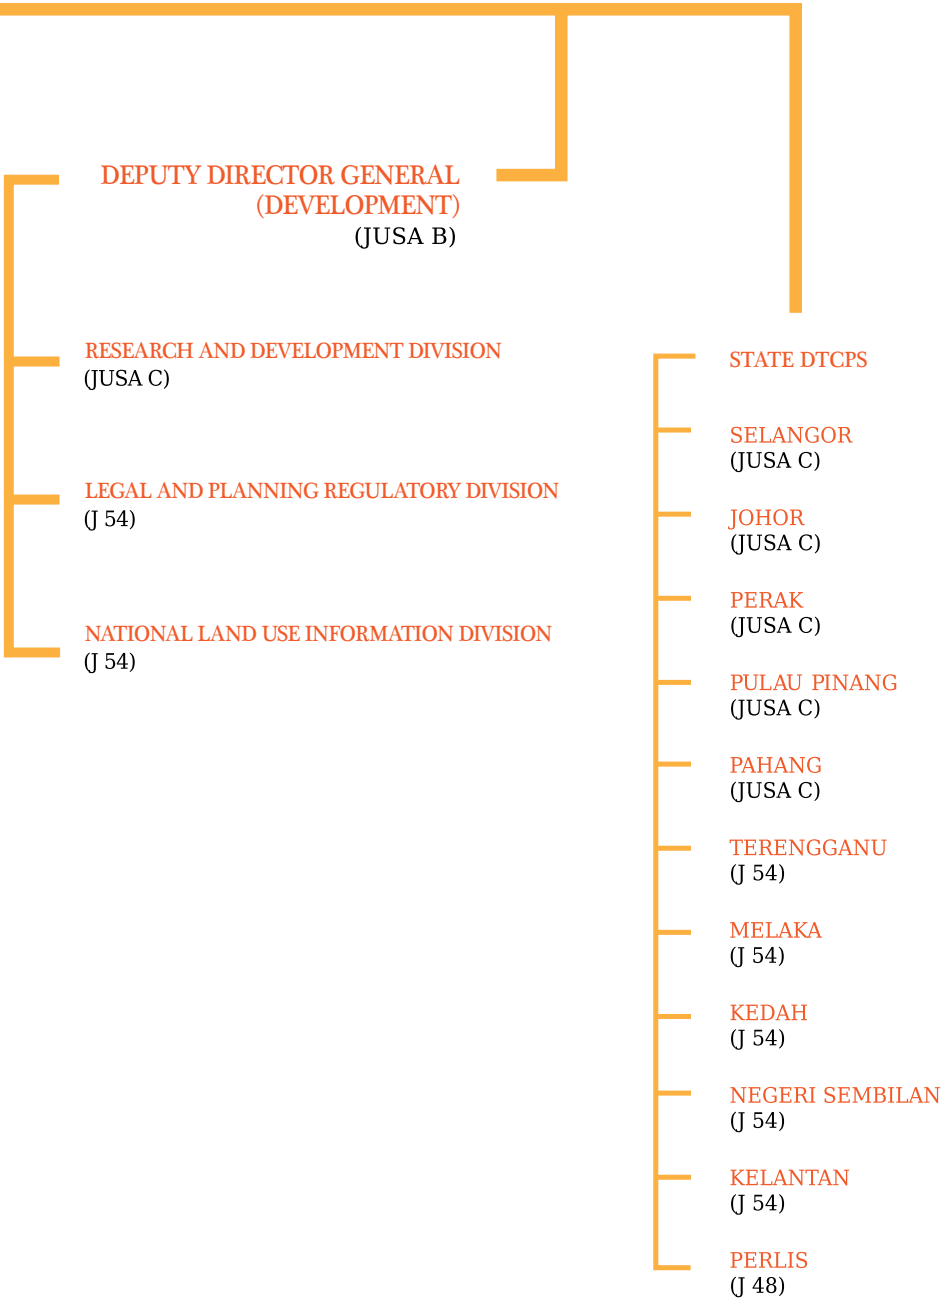 DEPUTY DIRECTOR GENERAL
(DEVELOPMENT)
(JUSA B)
RESEARCH AND DEVELOPMENT DIVISION
(JUSA C)
LEGAL AND PLANNING REGULATORY DIVISION
(J 54)
NATIONAL LAND USE INFORMATION DIVISION
(J 54)
STATE DTCPS
SELANGOR
(JUSA C)
JOHOR
(JUSA C)
PERAK
(JUSA C)
PULAU PINANG
(JUSA C)
PAHANG
(JUSA C)
TERENGGANU
(J 54)
MELAKA
(J 54)
KEDAH
(J 54)
NEGERI SEMBILAN
(J 54)
KELANTAN
(J 54)
PERLIS
(J 48)